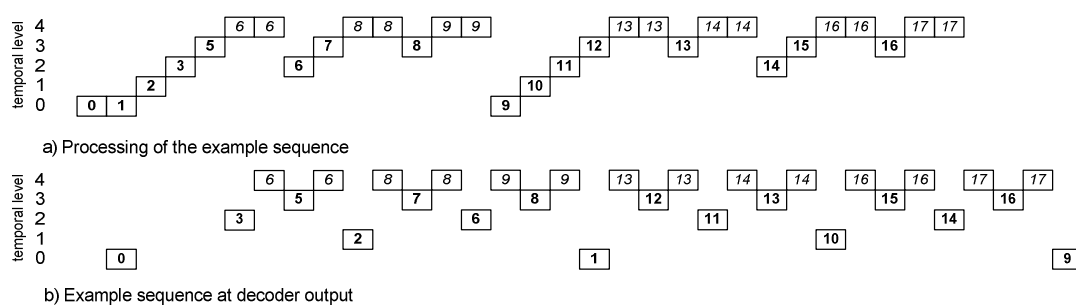 temporal level
4 6 6 8 8 9 9 13 13 14 14 16 16 17 17
3 5 7 8 12 13 15 16
2 3 6 11 14
1 2 10
0 0 1 9
a) Processing of the example sequence
temporal level
4 6 6 8 8 9 9 13 13 14 14 16 16 17 17
3 5 7 8 12 13 15 16
2 3 6 11 14
1 2 10
0 0 1 9
b) Example sequence at decoder output